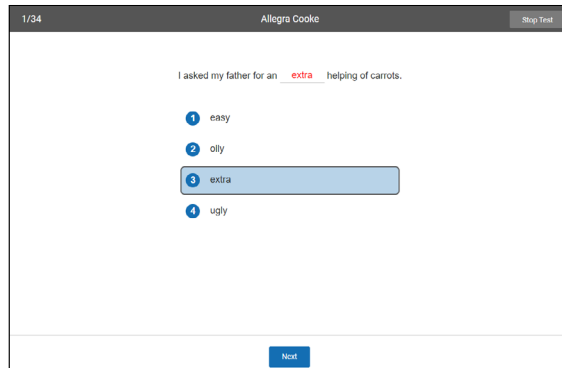 1/34
Allegra Cooke
Stop Test
I asked my father for an extra helping of carrots.
1 easy
2 olly
3 extra
4 ugly
Next